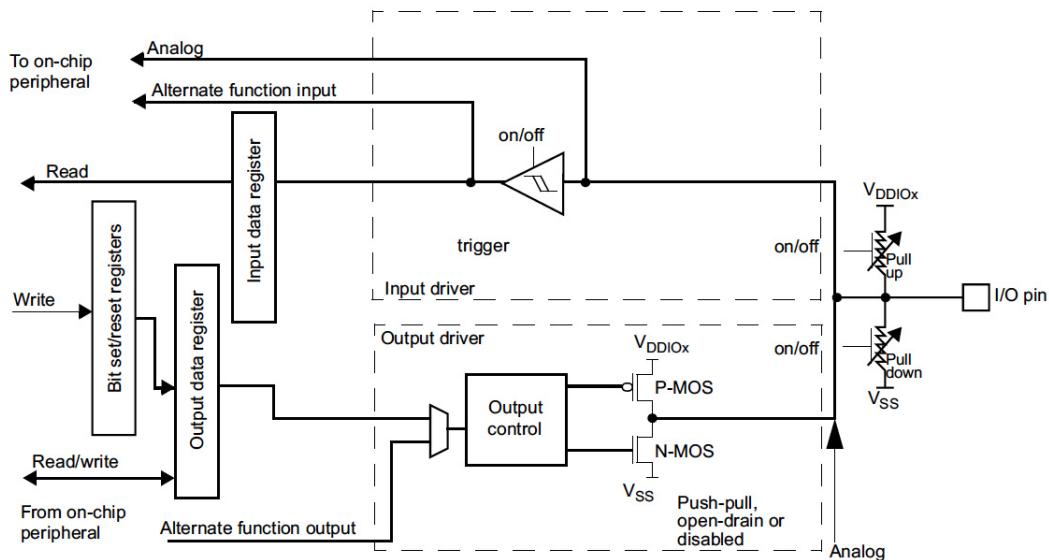 To on-chip
peripheral
Analog
Alternate function input
on/off
Read
Input data register
trigger
Input driver
VDDIOx
on/off
Pull
up
I/O pin
on/off
Pull
down
VSS
Write
Bit set/reset registers
Output data register
Read/write
From on-chip
peripheral
Alternate function output
Output driver
Output
control
VDDIOx
P-MOS
N-MOS
VSS
Push-pull,
open-drain or
disabled
Analog